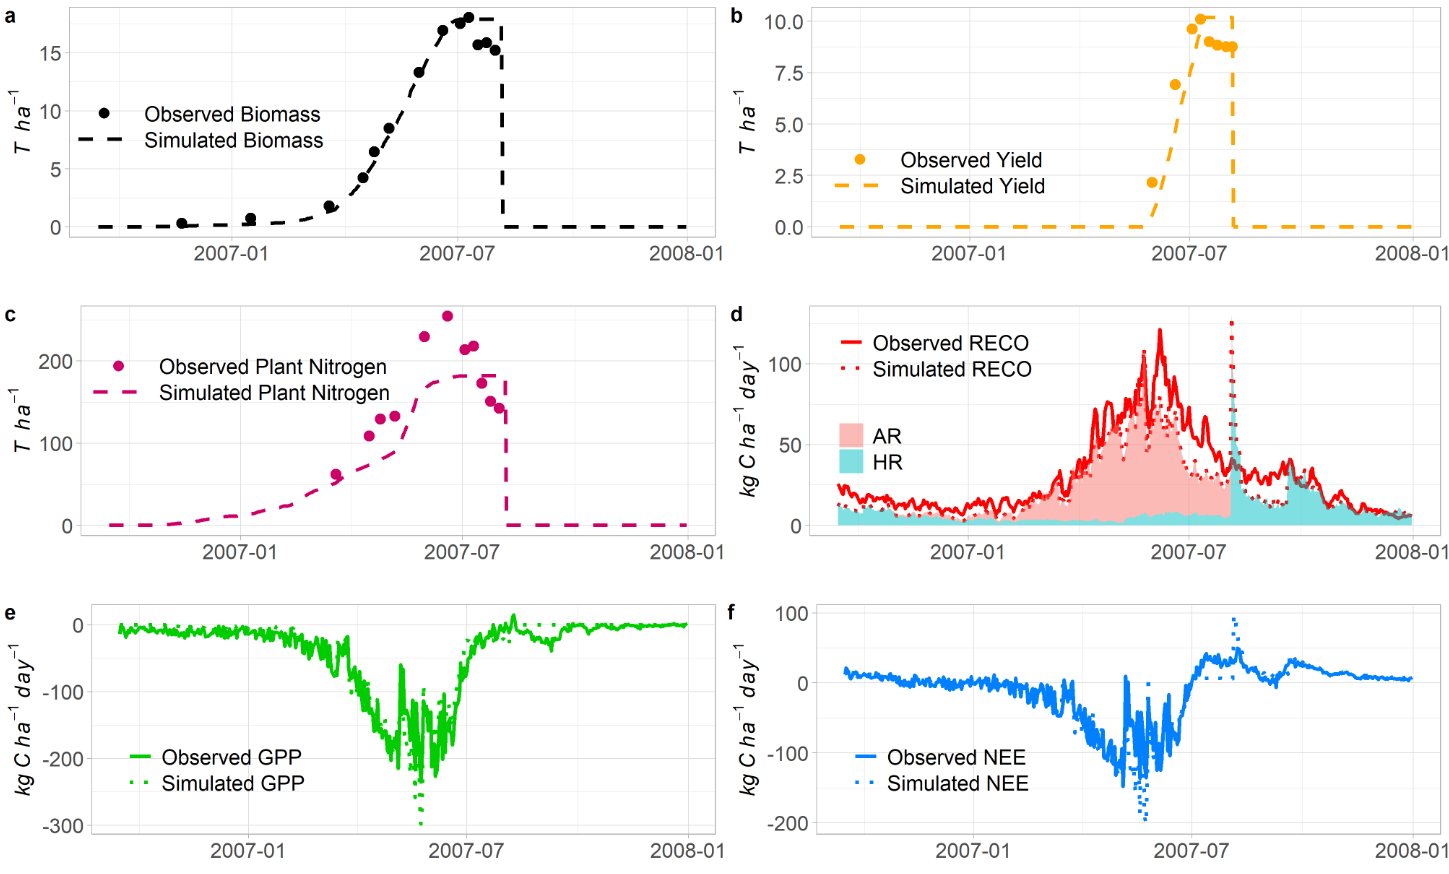 a
15
10
5
0
T ha⁻¹
Observed Biomass
Simulated Biomass
2007-01
2007-07
2008-01
b
10.0
7.5
5.0
2.5
0.0
T ha⁻¹
Observed Yield
Simulated Yield
2007-01
2007-07
2008-01
c
200
100
0
T ha⁻¹
Observed Plant Nitrogen
Simulated Plant Nitrogen
2007-01
2007-07
2008-01
d
100
50
0
kg C ha⁻¹ day⁻¹
Observed RECO
Simulated RECO
AR
HR
2007-01
2007-07
2008-01
e
0
-100
-200
-300
kg C ha⁻¹ day⁻¹
Observed GPP
Simulated GPP
2007-01
2007-07
2008-01
f
100
0
-100
-200
kg C ha⁻¹ day⁻¹
Observed NEE
Simulated NEE
2007-01
2007-07
2008-01